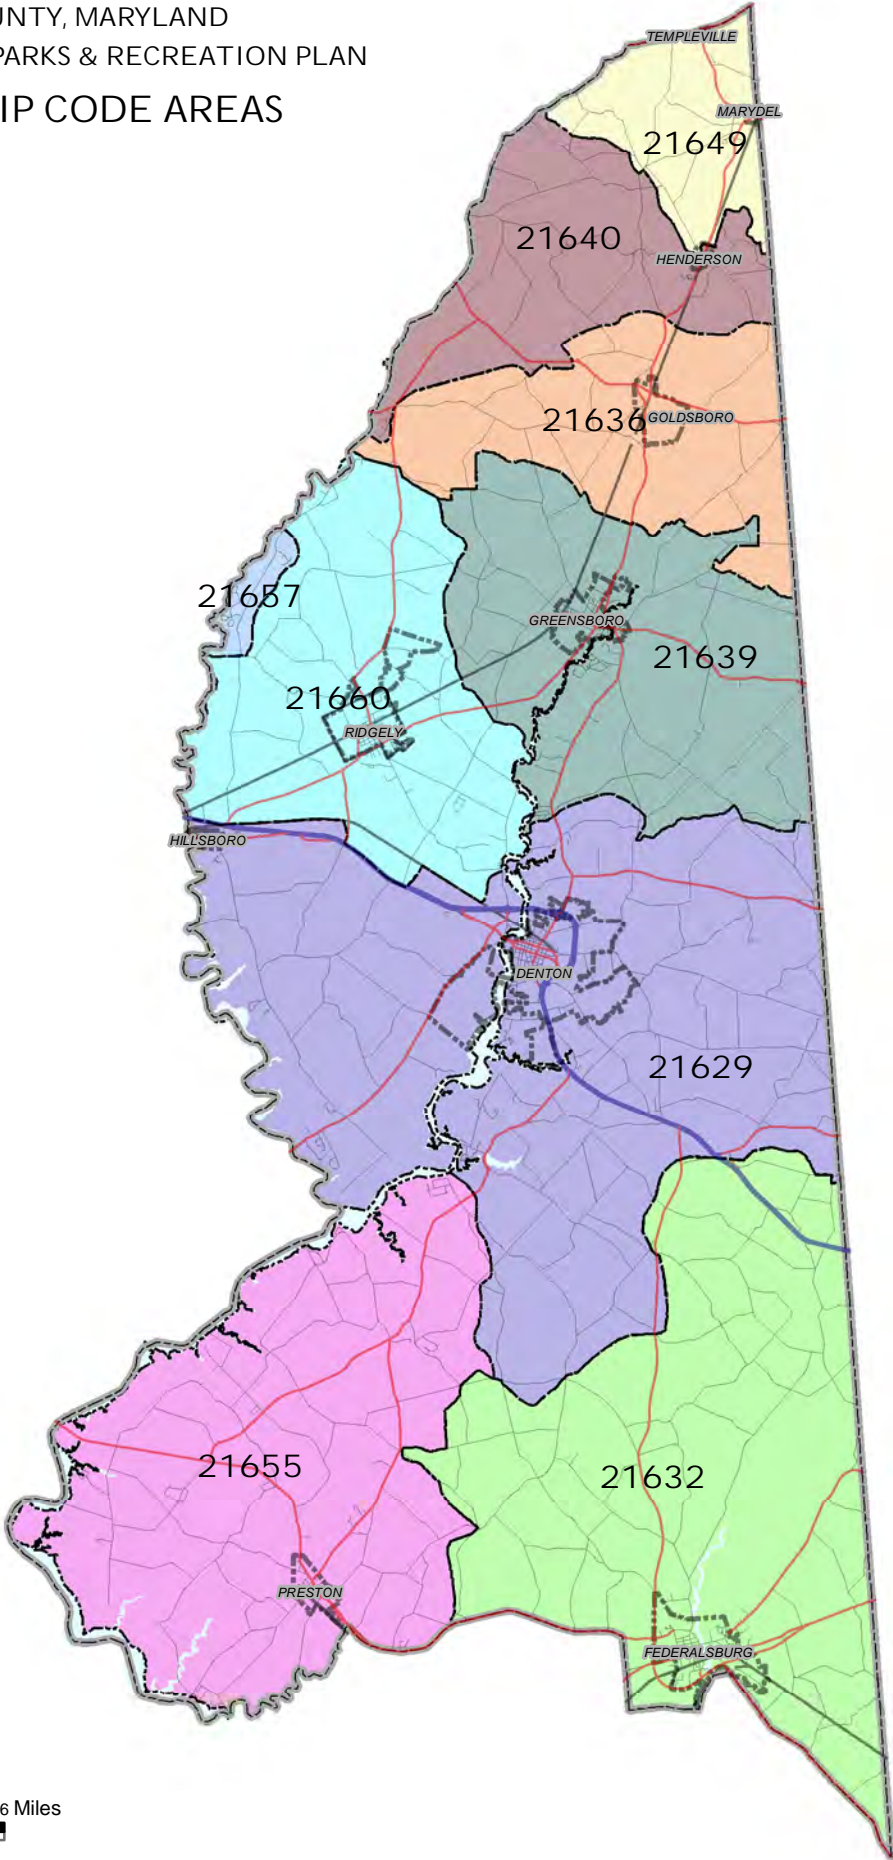 UNTY, MARYLAND
PARKS & RECREATION PLAN
IP CODE AREAS
TEMPLEVILLE
MARYDEL
21649
21640
HENDERSON
21636
GOLDSBORO
21657
GREENSBORO
21639
21660
RIDGELY
HILLSBORO
DENTON
21629
21655
21632
PRESTON
FEDERALSBURG
6 Miles